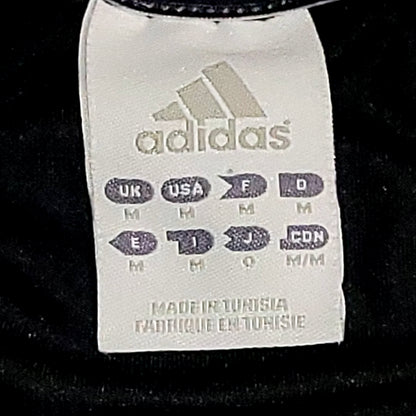 adidas
UK USA F D
M M M M
E I J CDN
M M O M/M
MADE IN TUNISIA
FABRIQUE EN TUNISIE